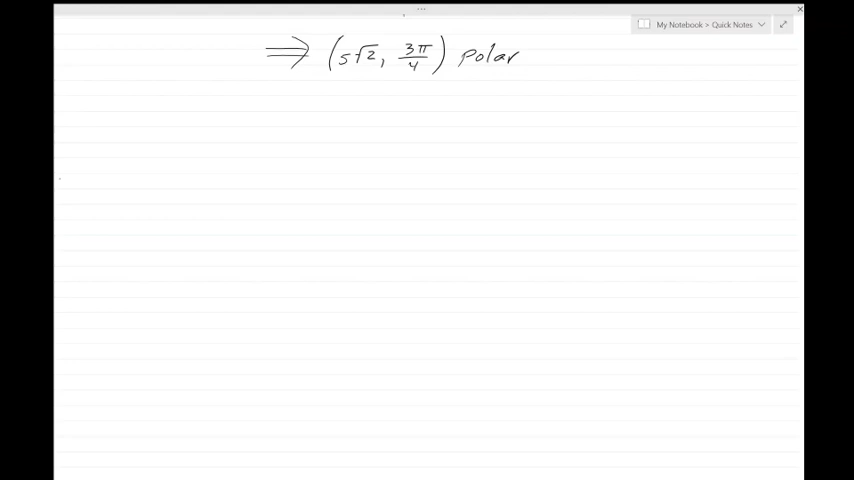 My Notebook > Quick Notes
⟹ (5√2, 3π/4) polar